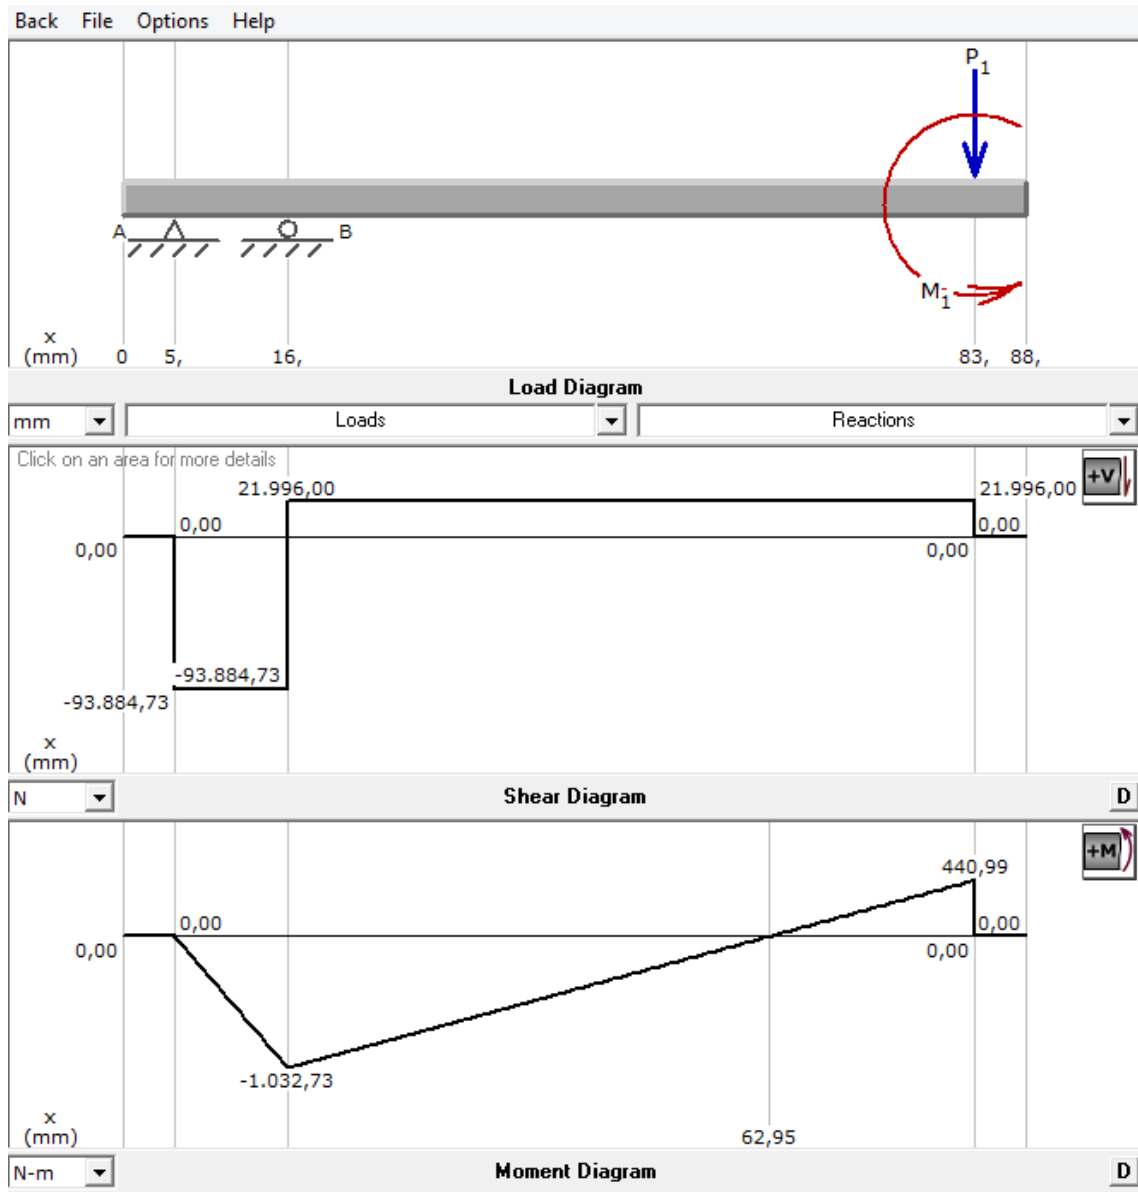 Back File Options Help
P1
A B
M1
x
(mm) 0 5, 16, 83, 88,
Load Diagram
mm Loads Reactions
Click on an area for more details
+V
21.996,00 21.996,00
0,00 0,00
0,00 0,00
-93.884,73
-93.884,73
x
(mm)
N Shear Diagram D
+M
440,99
0,00 0,00
0,00 0,00
-1.032,73
x
(mm) 62,95
N-m Moment Diagram D